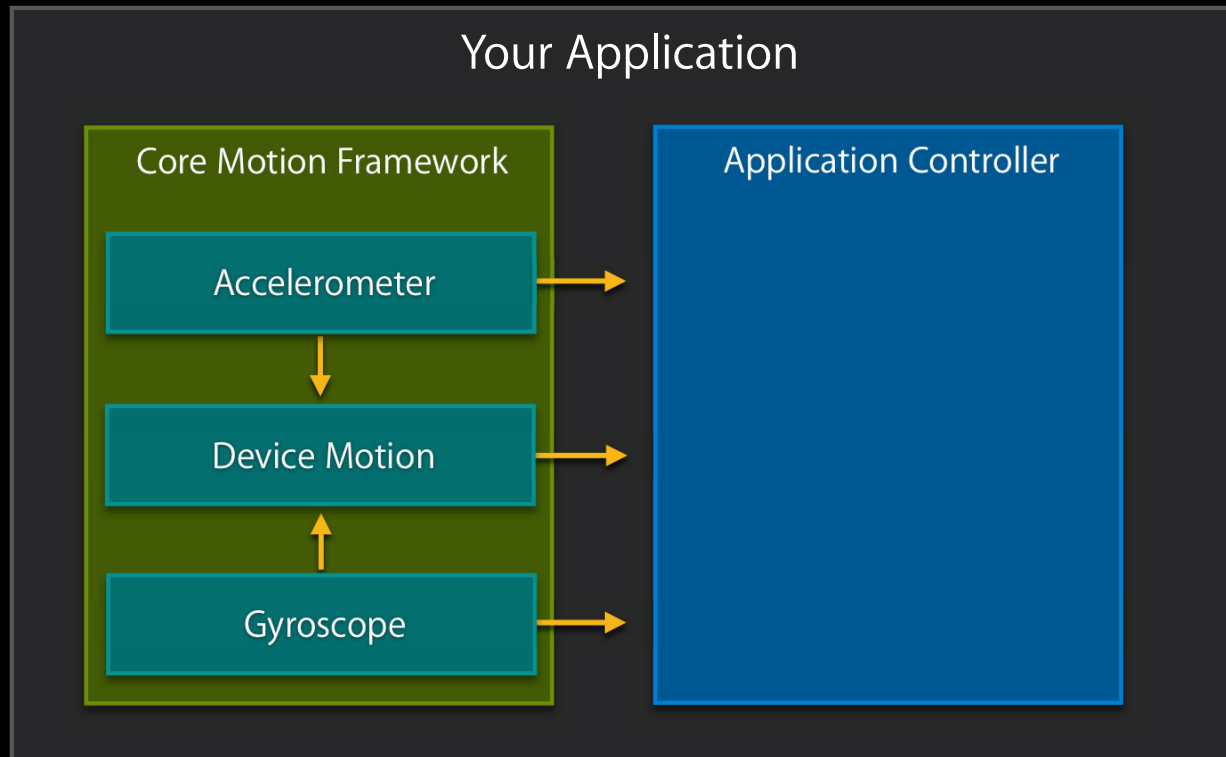 Your Application
Core Motion Framework
Application Controller
Accelerometer
Device Motion
Gyroscope